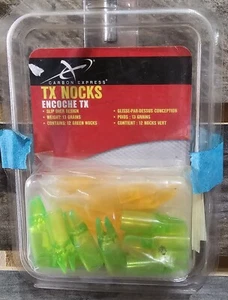 CARBON EXPRESS
TX NOCKS
ENCOCHE TX
• SLIP OVER DESIGN
• WEIGHT: 13 GRAINS
• CONTAINS: 12 GREEN NOCKS
• GLISSE-PAR-DESSUS CONCEPTION
• POIDS: 13 GRAINS
• CONTIENT: 12 NOCKS VERT